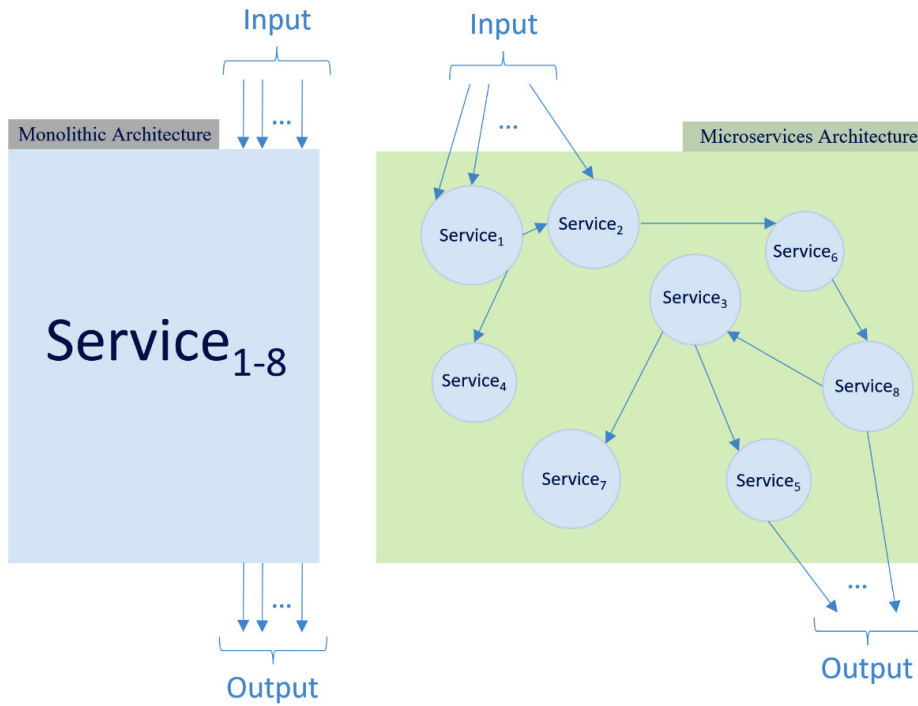 Input
...
Monolithic Architecture
Service₁₋₈
...
Output
Input
...
Microservices Architecture
Service₁
Service₂
Service₆
Service₃
Service₄
Service₈
Service₇
Service₅
...
Output